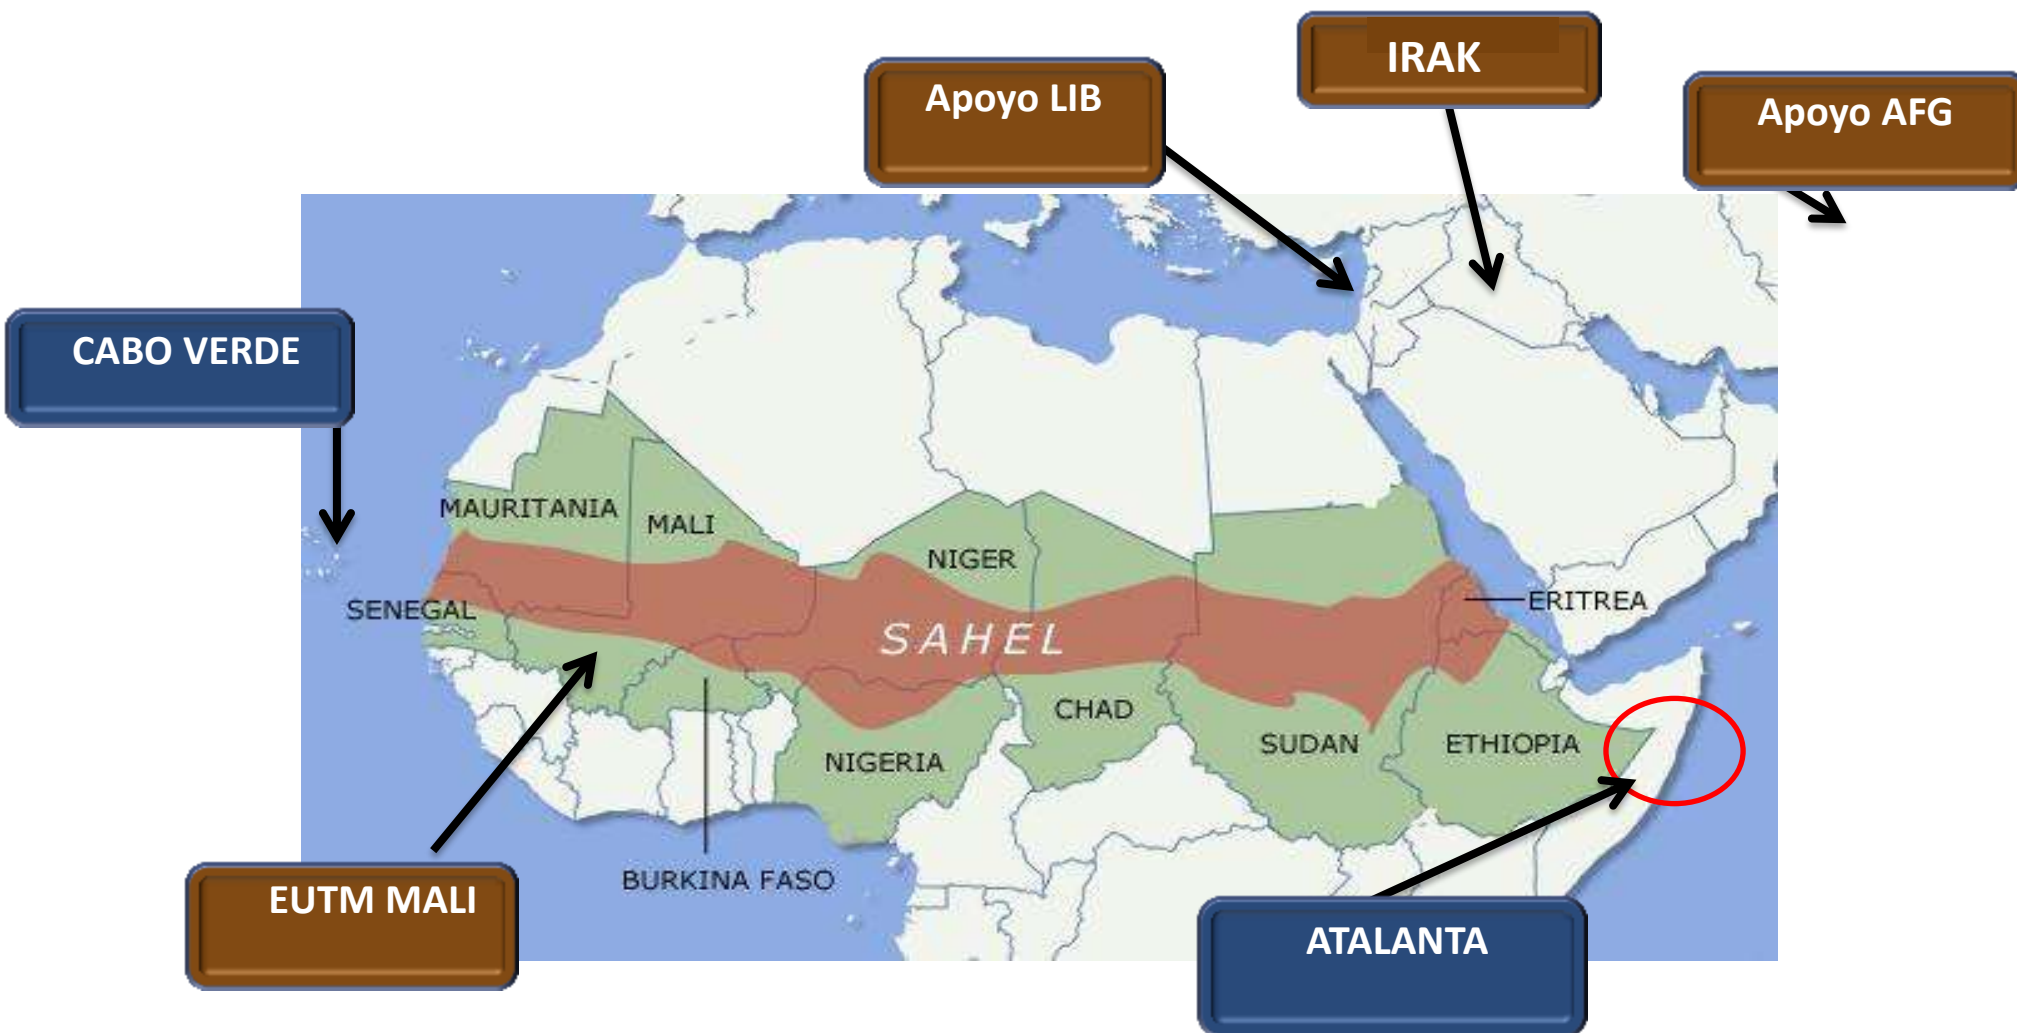 IRAK
Apoyo LIB
Apoyo AFG
CABO VERDE
MAURITANIA
MALI
NIGER
SENEGAL
ERITREA
SAHEL
CHAD
SUDAN
ETHIOPIA
NIGERIA
BURKINA FASO
EUTM MALI
ATALANTA